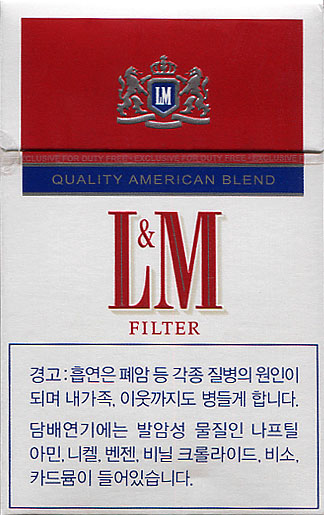 LM
EXCLUSIVE FOR DUTY FREE • EXCLUSIVE FOR DUTY FREE • EXCLUSIVE FOR DUTY FREE
QUALITY AMERICAN BLEND
L&M
FILTER
경고:흡연은 폐암 등 각종 질병의 원인이
되며 내가족, 이웃까지도 병들게 합니다.
담배연기에는 발암성 물질인 나프틸
아민, 니켈, 벤젠, 비닐 크롤라이드, 비소,
카드뮴이 들어있습니다.